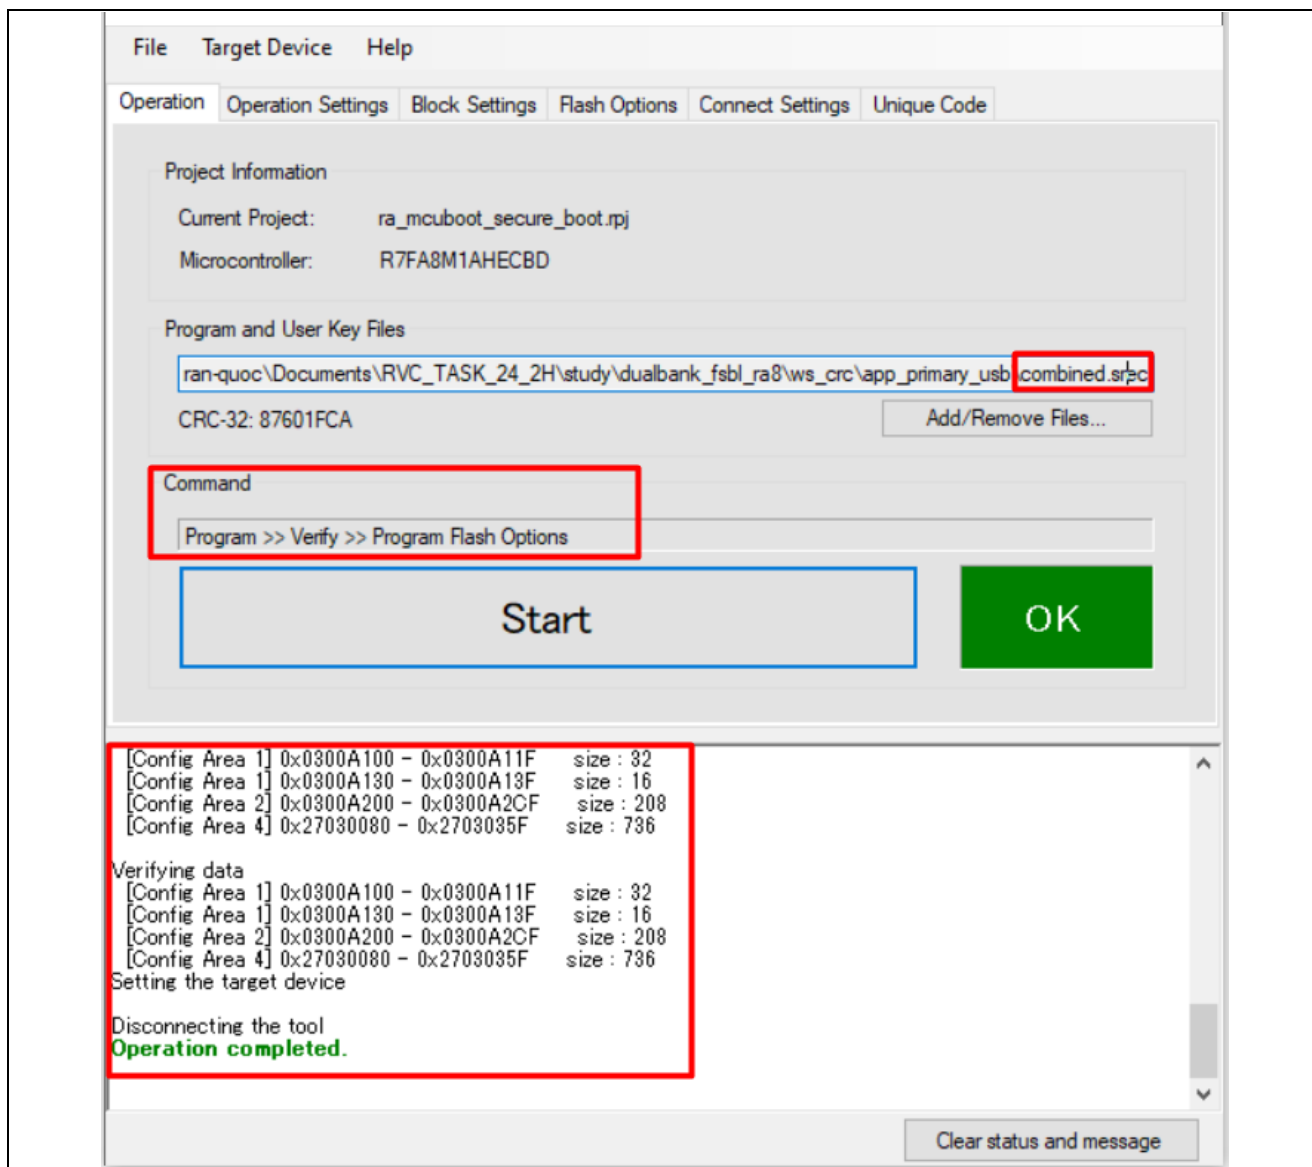 File Target Device Help
Operation Operation Settings Block Settings Flash Options Connect Settings Unique Code
Project Information
Current Project: ra_mcuboot_secure_boot.rpj
Microcontroller: R7FA8M1AHECBD
Program and User Key Files
ran-quoc\Documents\RVC_TASK_24_2H\study\dualbank_fsbl_ra8\ws_crc\app_primary_usb\combined.srec
CRC-32: 87601FCA Add/Remove Files...
Command
Program >> Verify >> Program Flash Options
Start OK
[Config Area 1] 0x0300A100 - 0x0300A11F size : 32
[Config Area 1] 0x0300A130 - 0x0300A13F size : 16
[Config Area 2] 0x0300A200 - 0x0300A2CF size : 208
[Config Area 4] 0x27030080 - 0x2703035F size : 736
Verifying data
[Config Area 1] 0x0300A100 - 0x0300A11F size : 32
[Config Area 1] 0x0300A130 - 0x0300A13F size : 16
[Config Area 2] 0x0300A200 - 0x0300A2CF size : 208
[Config Area 4] 0x27030080 - 0x2703035F size : 736
Setting the target device
Disconnecting the tool
Operation completed.
Clear status and message